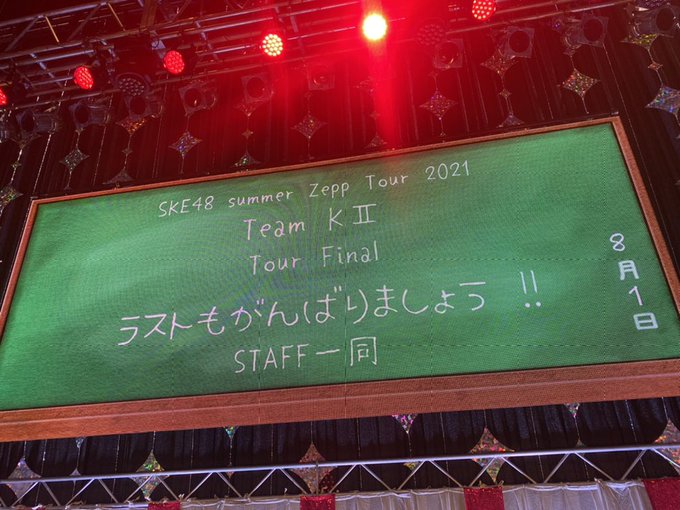 SKE48 summer Zepp Tour 2021
Team KⅡ
Tour Final
ラストもがんばりましょう!!
STAFF一同
8月1日